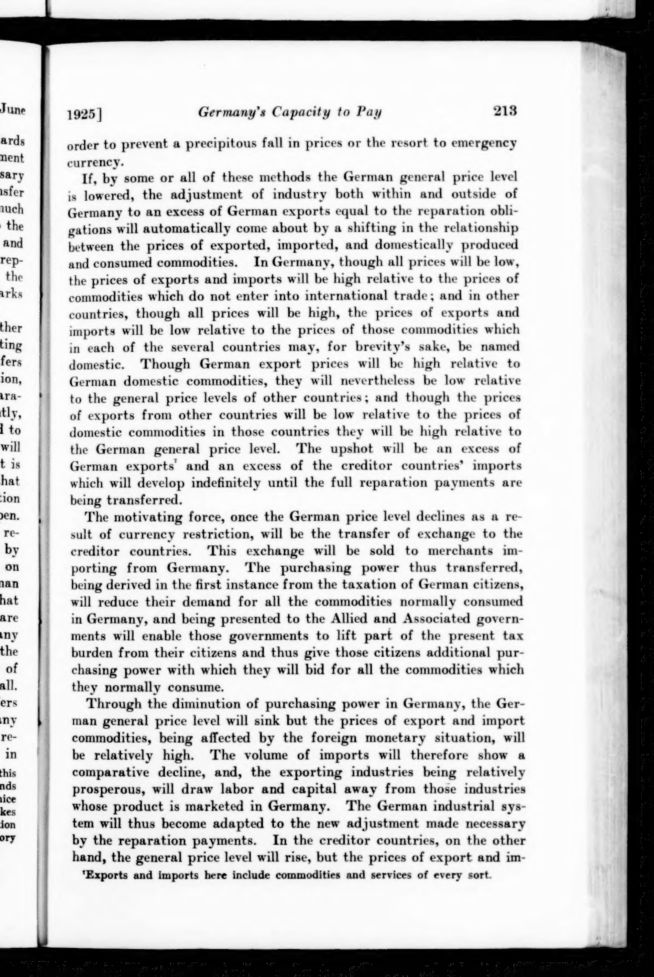 1925] Germany's Capacity to Pay 213
order to prevent a precipitous fall in prices or the resort to emergency
currency.
If, by some or all of these methods the German general price level
is lowered, the adjustment of industry both within and outside of
Germany to an excess of German exports equal to the reparation obli-
gations will automatically come about by a shifting in the relationship
between the prices of exported, imported, and domestically produced
and consumed commodities. In Germany, though all prices will be low,
the prices of exports and imports will be high relative to the prices of
commodities which do not enter into international trade; and in other
countries, though all prices will be high, the prices of exports and
imports will be low relative to the prices of those commodities which
in each of the several countries may, for brevity's sake, be named
domestic. Though German export prices will be high relative to
German domestic commodities, they will nevertheless be low relative
to the general price levels of other countries; and though the prices
of exports from other countries will be low relative to the prices of
domestic commodities in those countries they will be high relative to
the German general price level. The upshot will be an excess of
German exports¹ and an excess of the creditor countries' imports
which will develop indefinitely until the full reparation payments are
being transferred.
The motivating force, once the German price level declines as a re-
sult of currency restriction, will be the transfer of exchange to the
creditor countries. This exchange will be sold to merchants im-
porting from Germany. The purchasing power thus transferred,
being derived in the first instance from the taxation of German citizens,
will reduce their demand for all the commodities normally consumed
in Germany, and being presented to the Allied and Associated govern-
ments will enable those governments to lift part of the present tax
burden from their citizens and thus give those citizens additional pur-
chasing power with which they will bid for all the commodities which
they normally consume.
Through the diminution of purchasing power in Germany, the Ger-
man general price level will sink but the prices of export and import
commodities, being affected by the foreign monetary situation, will
be relatively high. The volume of imports will therefore show a
comparative decline, and, the exporting industries being relatively
prosperous, will draw labor and capital away from those industries
whose product is marketed in Germany. The German industrial sys-
tem will thus become adapted to the new adjustment made necessary
by the reparation payments. In the creditor countries, on the other
hand, the general price level will rise, but the prices of export and im-
¹Exports and imports here include commodities and services of every sort.